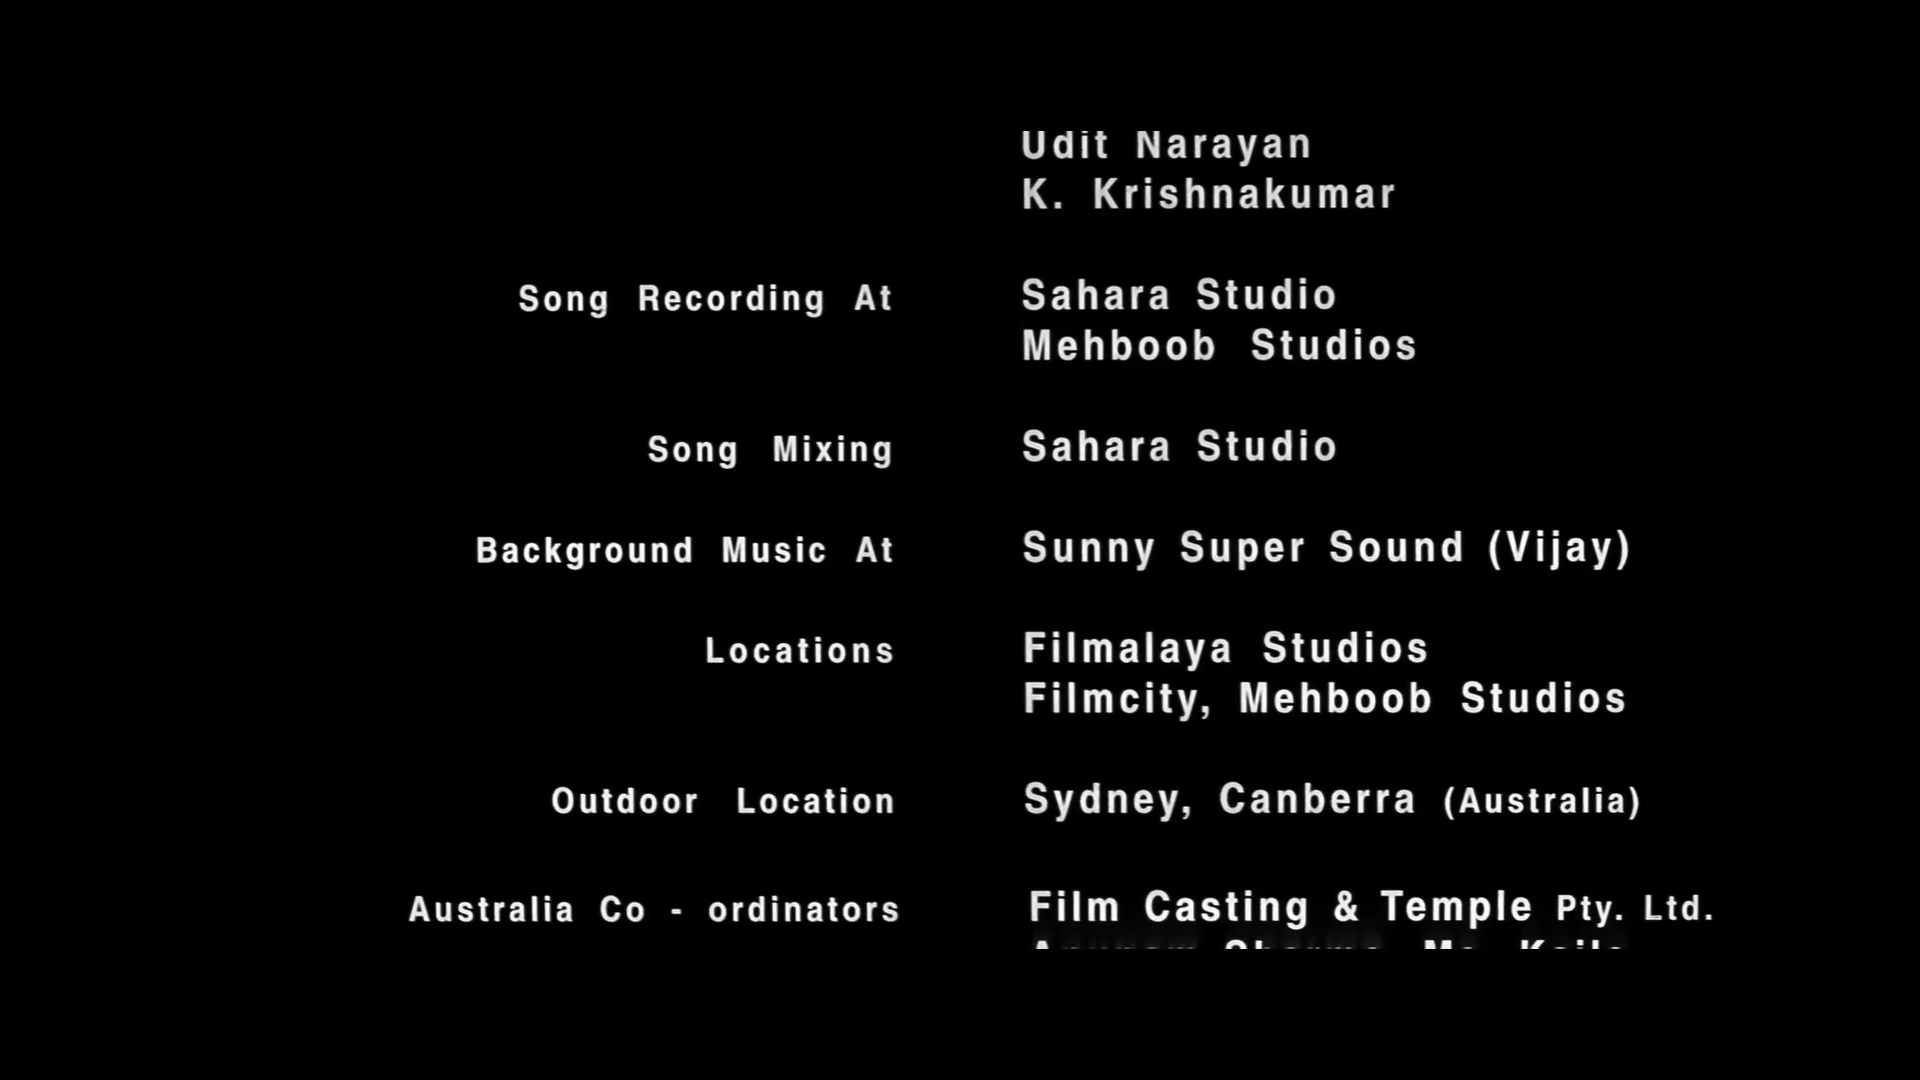 Udit Narayan
K. Krishnakumar
Song Recording At Sahara Studio
Mehboob Studios
Song Mixing Sahara Studio
Background Music At Sunny Super Sound (Vijay)
Locations Filmalaya Studios
Filmcity, Mehboob Studios
Outdoor Location Sydney, Canberra (Australia)
Australia Co - ordinators Film Casting & Temple Pty. Ltd.